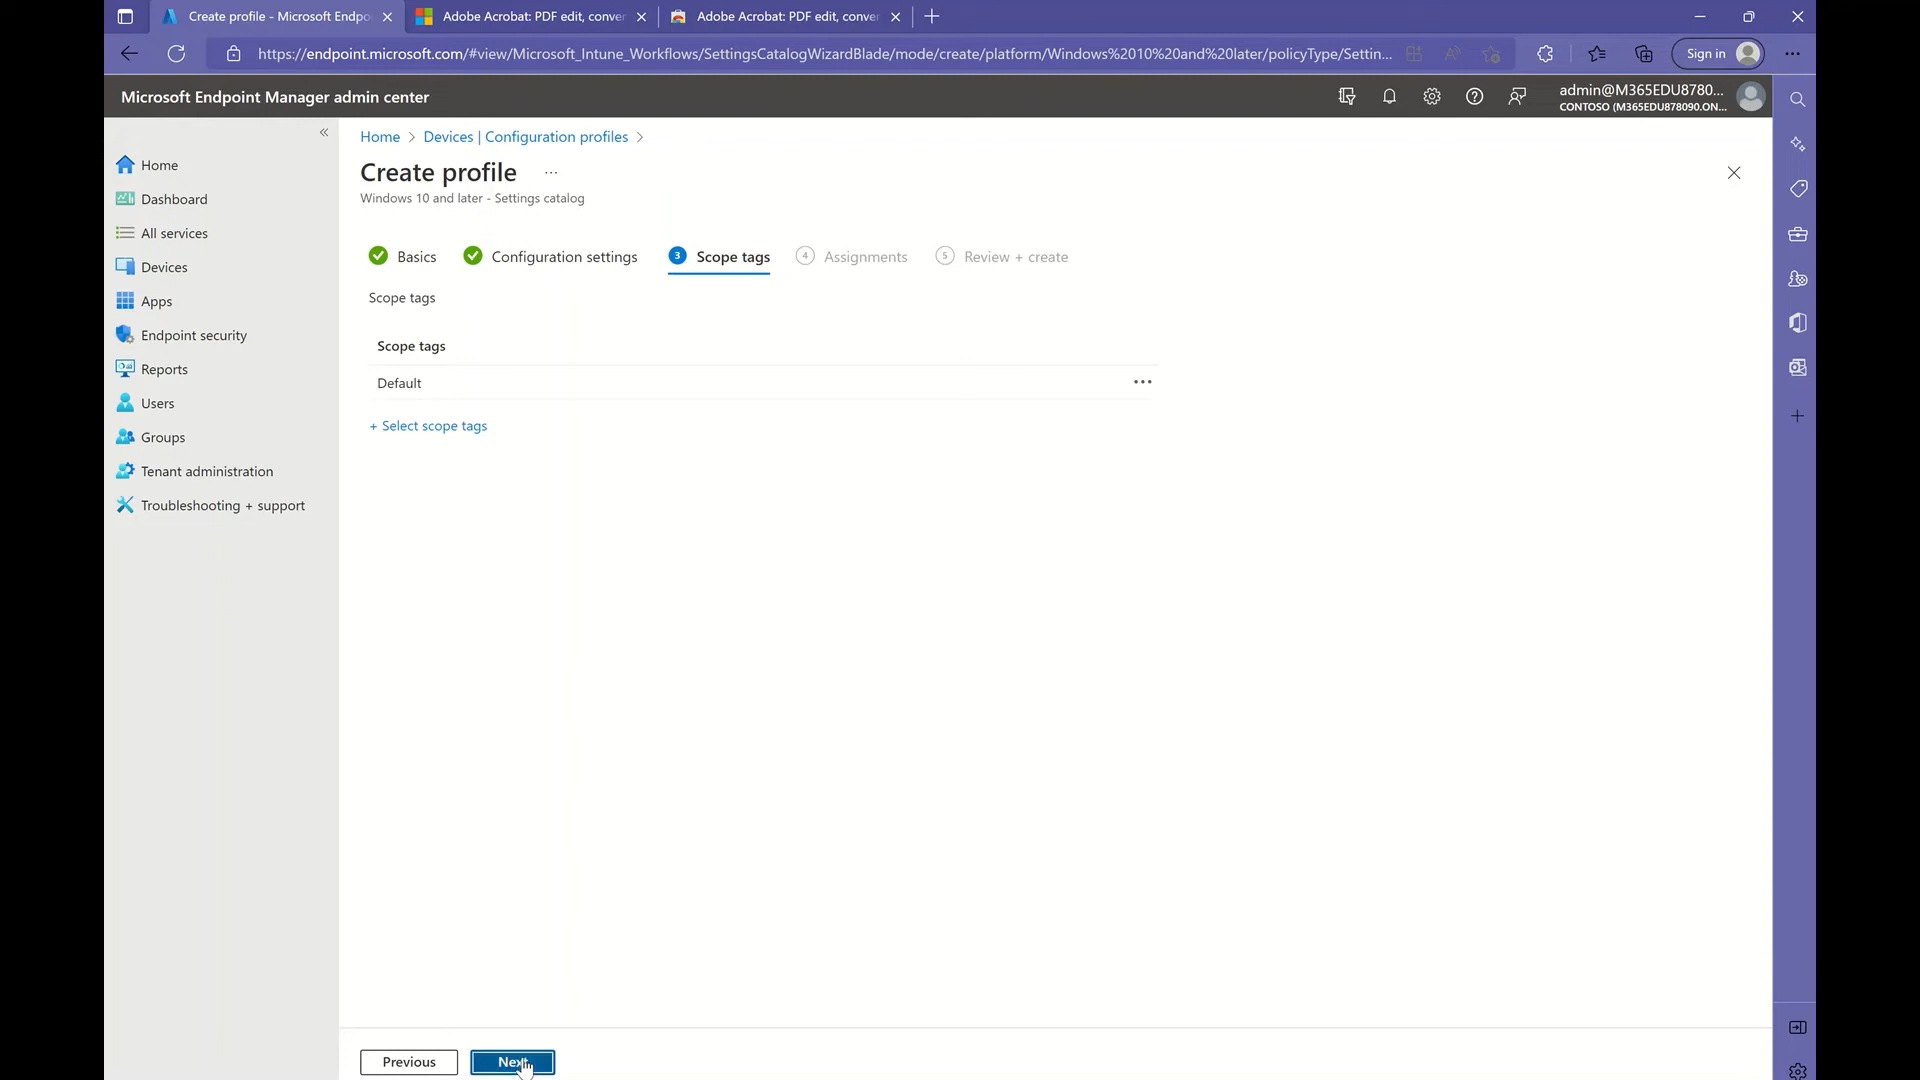 Create profile - Microsoft Endpo
Adobe Acrobat: PDF edit, conver
Adobe Acrobat: PDF edit, conver
https://endpoint.microsoft.com/#view/Microsoft_Intune_Workflows/SettingsCatalogWizardBlade/mode/create/platform/Windows%2010%20and%20later/policyType/Settin...
Sign in
Microsoft Endpoint Manager admin center
admin@M365EDU8780...
CONTOSO (M365EDU878090.ON...
Home
Dashboard
All services
Devices
Apps
Endpoint security
Reports
Users
Groups
Tenant administration
Troubleshooting + support
Home > Devices | Configuration profiles >
Create profile ...
Windows 10 and later - Settings catalog
Basics
Configuration settings
3 Scope tags
4 Assignments
5 Review + create
Scope tags
Scope tags
Default
+ Select scope tags
Previous
Next